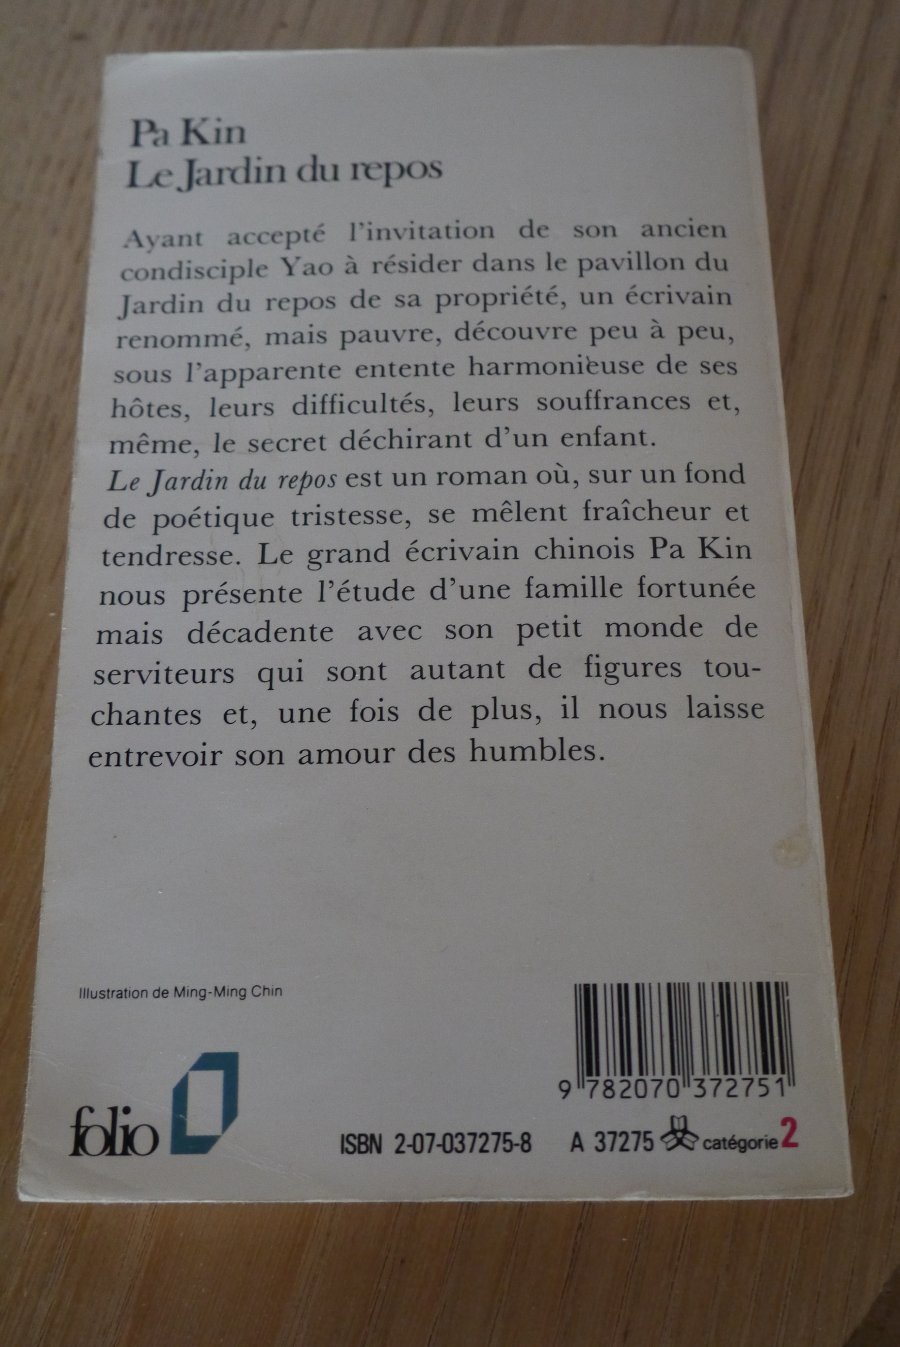 Pa Kin
Le Jardin du repos
Ayant accepté l'invitation de son ancien
condisciple Yao à résider dans le pavillon du
Jardin du repos de sa propriété, un écrivain
renommé, mais pauvre, découvre peu à peu,
sous l'apparente entente harmonieuse de ses
hôtes, leurs difficultés, leurs souffrances et,
même, le secret déchirant d'un enfant.
Le Jardin du repos est un roman où, sur un fond
de poétique tristesse, se mêlent fraîcheur et
tendresse. Le grand écrivain chinois Pa Kin
nous présente l'étude d'une famille fortunée
mais décadente avec son petit monde de
serviteurs qui sont autant de figures tou-
chantes et, une fois de plus, il nous laisse
entrevoir son amour des humbles.
Illustration de Ming-Ming Chin
9 782070 372751
folio
ISBN 2-07-037275-8 A 37275 catégorie 2